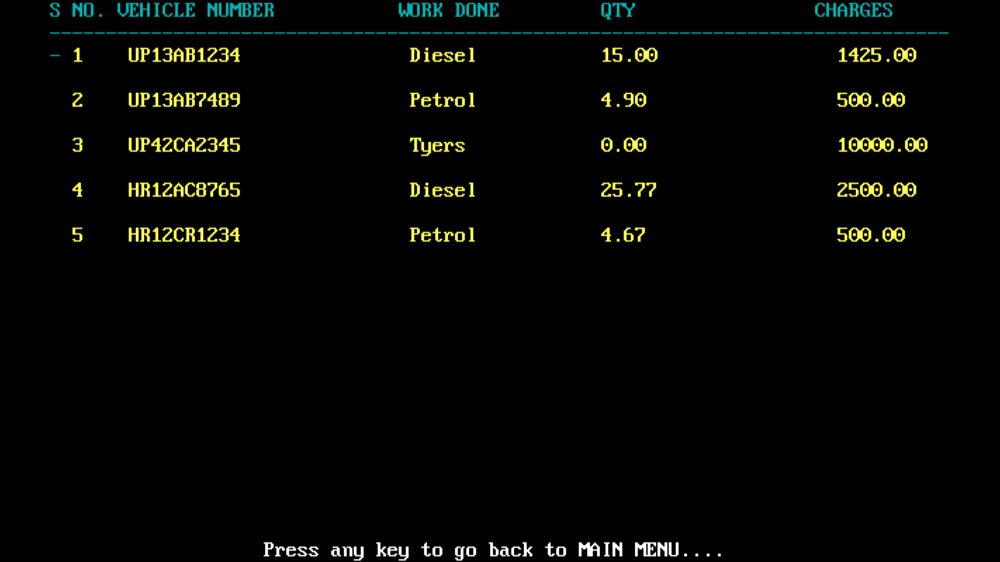 S NO. VEHICLE NUMBER WORK DONE QTY CHARGES
--------------------------------------------------------------------------------
- 1 UP13AB1234 Diesel 15.00 1425.00
2 UP13AB7489 Petrol 4.90 500.00
3 UP42CA2345 Tyers 0.00 10000.00
4 HR12AC8765 Diesel 25.77 2500.00
5 HR12CR1234 Petrol 4.67 500.00
Press any key to go back to MAIN MENU....